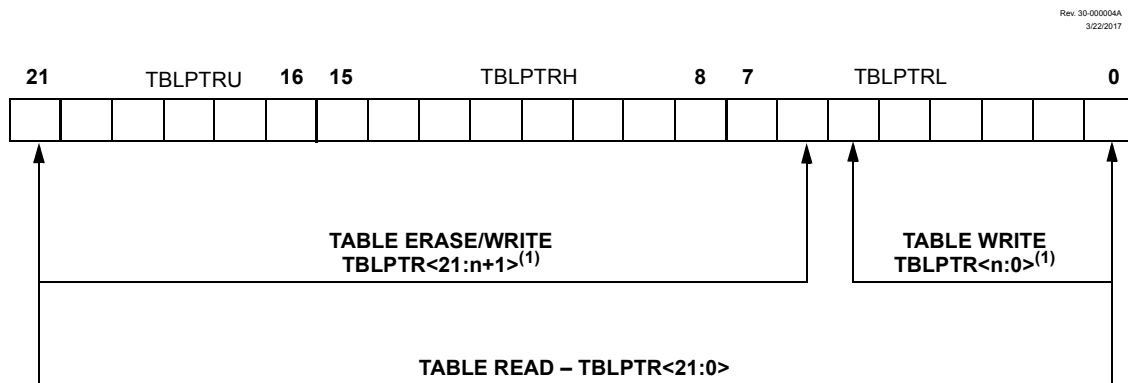 Rev. 30-000004A
3/22/2017
21 TBLPTRU 16 15 TBLPTRH 8 7 TBLPTRL 0
TABLE ERASE/WRITE
TBLPTR<21:n+1>(1)
TABLE WRITE
TBLPTR<n:0>(1)
TABLE READ – TBLPTR<21:0>